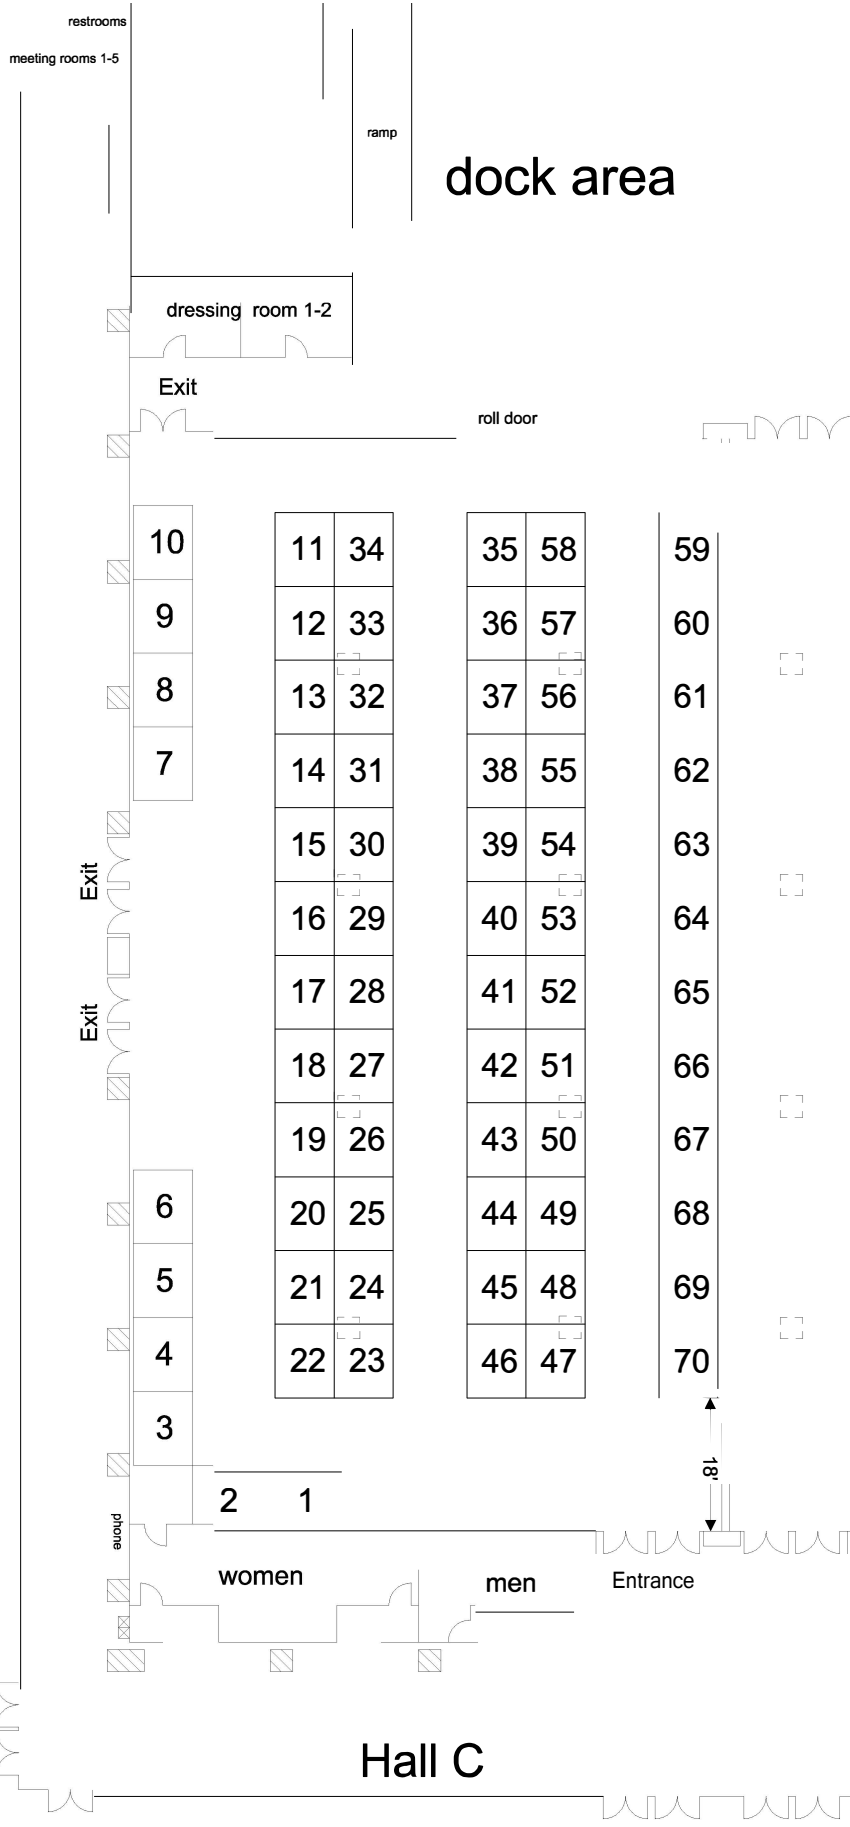 restrooms
meeting rooms 1-5
ramp
dock area
dressing room 1-2
Exit
roll door
10
11 34 35 58 59
9
12 33 36 57 60
8
13 32 37 56 61
7
14 31 38 55 62
15 30 39 54 63
Exit
16 29 40 53 64
17 28 41 52 65
Exit
18 27 42 51 66
19 26 43 50 67
6
20 25 44 49 68
5
21 24 45 48 69
4
22 23 46 47 70
3
18'
2 1
phone
women
men
Entrance
Hall C